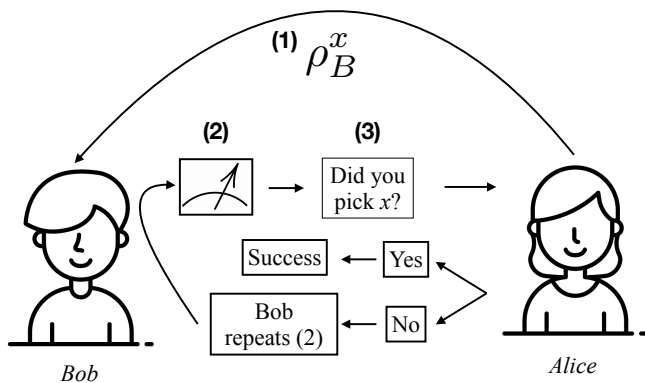 (1) ρ_B^x
(2)
(3)
Did you
pick x?
Success
Yes
Bob
repeats (2)
No
Bob
Alice